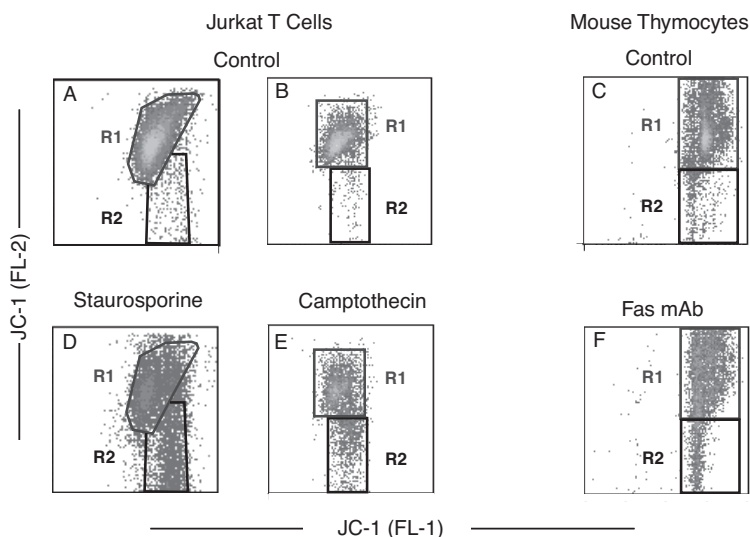 Jurkat T Cells
Mouse Thymocytes
Control
Control
A
R1
R2
B
R1
R2
C
R1
R2
JC-1 (FL-2)
Staurosporine
Camptothecin
Fas mAb
D
R1
R2
E
R1
R2
F
R1
R2
JC-1 (FL-1)